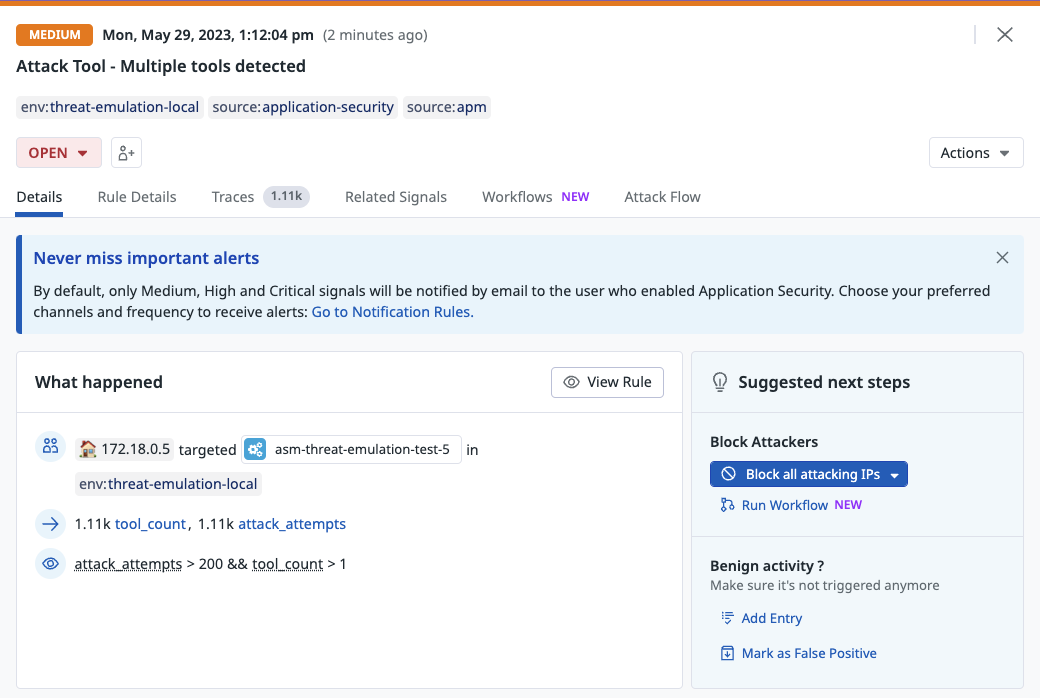 MEDIUM Mon, May 29, 2023, 1:12:04 pm (2 minutes ago)
Attack Tool - Multiple tools detected
env:threat-emulation-local source:application-security source:apm
OPEN Actions
Details Rule Details Traces 1.11k Related Signals Workflows NEW Attack Flow
Never miss important alerts
By default, only Medium, High and Critical signals will be notified by email to the user who enabled Application Security. Choose your preferred
channels and frequency to receive alerts: Go to Notification Rules.
What happened View Rule
172.18.0.5 targeted asm-threat-emulation-test-5 in
env:threat-emulation-local
1.11k tool_count, 1.11k attack_attempts
attack_attempts > 200 && tool_count > 1
Suggested next steps
Block Attackers
Block all attacking IPs
Run Workflow NEW
Benign activity ?
Make sure it's not triggered anymore
Add Entry
Mark as False Positive